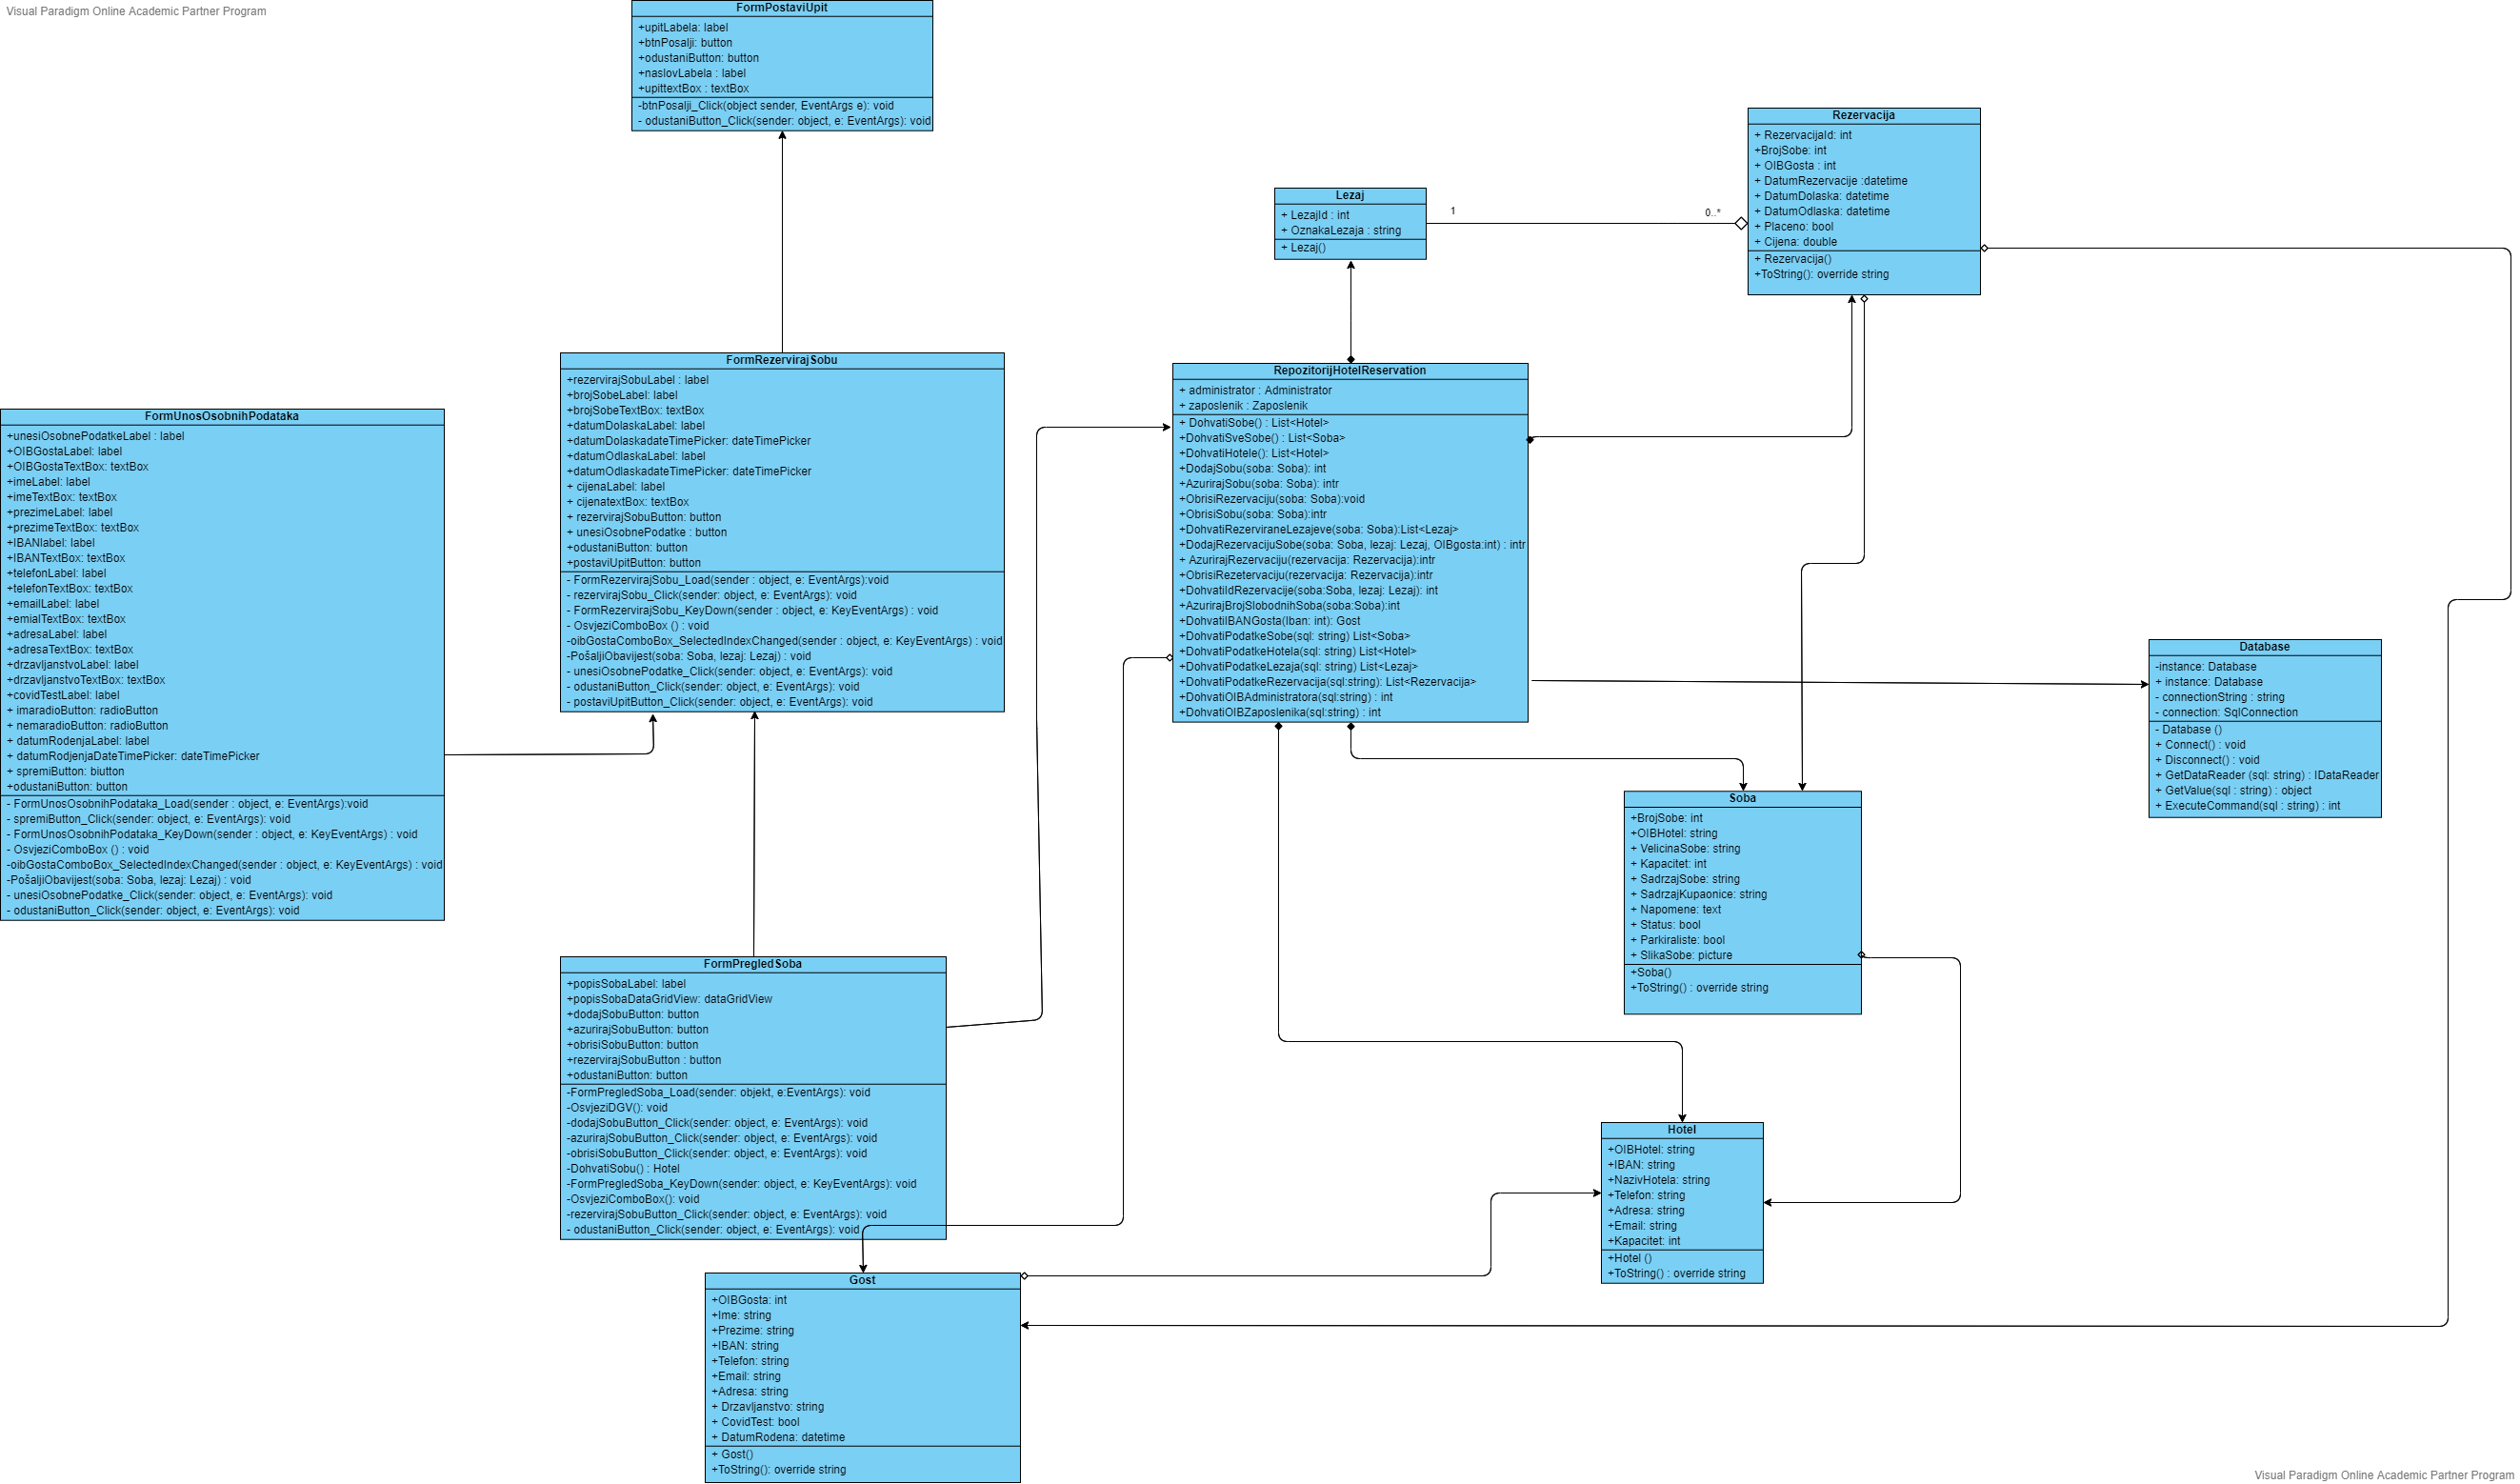 Visual Paradigm Online Academic Partner Program
FormPostaviUpit
+upitLabela: label
+btnPosalji: button
+odustaniButton: button
+naslovLabela : label
+upittextBox : textBox
-btnPosalji_Click(object sender, EventArgs e): void
- odustaniButton_Click(sender: object, e: EventArgs): void
Rezervacija
+ RezervacijaId: int
+BrojSobe: int
+ OIBGosta : int
+ DatumRezervacije :datetime
+ DatumDolaska: datetime
+ DatumOdlaska: datetime
+ Placeno: bool
+ Cijena: double
+ Rezervacija()
+ToString(): override string
Lezaj
+ LezajId : int
+ OznakaLezaja : string
+ Lezaj()
1
0..*
FormRezervirajSobu
+rezervirajSobuLabel : label
+brojSobeLabel: label
+brojSobeTextBox: textBox
+datumDolaskaLabel: label
+datumDolaskadateTimePicker: dateTimePicker
+datumOdlaskaLabel: label
+datumOdlaskadateTimePicker: dateTimePicker
+ cijenaLabel: label
+ cijenatextBox: textBox
+ rezervirajSobuButton: button
+ unesiOsobnePodatke : button
+odustaniButton: button
+postaviUpitButton: button
- FormRezervirajSobu_Load(sender : object, e: EventArgs):void
- rezervirajSobu_Click(sender: object, e: EventArgs): void
- FormRezervirajSobu_KeyDown(sender : object, e: KeyEventArgs) : void
- OsvjeziComboBox () : void
-oibGostaComboBox_SelectedIndexChanged(sender : object, e: KeyEventArgs) : void
-PošaljiObavijest(soba: Soba, lezaj: Lezaj) : void
- unesiOsobnePodatke_Click(sender: object, e: EventArgs): void
- odustaniButton_Click(sender: object, e: EventArgs): void
- postaviUpitButton_Click(sender: object, e: EventArgs): void
RepozitorijHotelReservation
+ administrator : Administrator
+ zaposlenik : Zaposlenik
+ DohvatiSobe() : List<Hotel>
+DohvatiSveSobe() : List<Soba>
+DohvatiHotele(): List<Hotel>
+DodajSobu(soba: Soba): int
+AzurirajSobu(soba: Soba): intr
+ObrisiRezervaciju(soba: Soba):void
+ObrisiSobu(soba: Soba):intr
+DohvatiRezerviraneLezajeve(soba: Soba):List<Lezaj>
+DodajRezervacijuSobe(soba: Soba, lezaj: Lezaj, OIBgosta:int) : intr
+ AzurirajRezervaciju(rezervacija: Rezervacija):intr
+ObrisiRezetervaciju(rezervacija: Rezervacija):intr
+DohvatiIdRezervacije(soba:Soba, lezaj: Lezaj): int
+AzurirajBrojSlobodnihSoba(soba:Soba):int
+DohvatiIBANGosta(Iban: int): Gost
+DohvatiPodatkeSobe(sql: string) List<Soba>
+DohvatiPodatkeHotela(sql: string) List<Hotel>
+DohvatiPodatkeLezaja(sql: string) List<Lezaj>
+DohvatiPodatkeRezervacija(sql:string): List<Rezervacija>
+DohvatiOIBAdministratora(sql:string) : int
+DohvatiOIBZaposlenika(sql:string) : int
FormUnosOsobnihPodataka
+unesiOsobnePodatkeLabel : label
+OIBGostaLabel: label
+OIBGostaTextBox: textBox
+imeLabel: label
+imeTextBox: textBox
+prezimeLabel: label
+prezimeTextBox: textBox
+IBANlabel: label
+IBANTextBox: textBox
+telefonLabel: label
+telefonTextBox: textBox
+emailLabel: label
+emialTextBox: textBox
+adresaLabel: label
+adresaTextBox: textBox
+drzavljanstvoLabel: label
+drzavljanstvoTextBox: textBox
+covidTestLabel: label
+ imaradioButton: radioButton
+ nemaradioButton: radioButton
+ datumRodenjaLabel: label
+ datumRodjenjaDateTimePicker: dateTimePicker
+ spremiButton: biutton
+odustaniButton: button
- FormUnosOsobnihPodataka_Load(sender : object, e: EventArgs):void
- spremiButton_Click(sender: object, e: EventArgs): void
- FormUnosOsobnihPodataka_KeyDown(sender : object, e: KeyEventArgs) : void
- OsvjeziComboBox () : void
-oibGostaComboBox_SelectedIndexChanged(sender : object, e: KeyEventArgs) : void
-PošaljiObavijest(soba: Soba, lezaj: Lezaj) : void
- unesiOsobnePodatke_Click(sender: object, e: EventArgs): void
- odustaniButton_Click(sender: object, e: EventArgs): void
Database
-instance: Database
+ instance: Database
- connectionString : string
- connection: SqlConnection
- Database ()
+ Connect() : void
+ Disconnect() : void
+ GetDataReader (sql: string) : IDataReader
+ GetValue(sql : string) : object
+ ExecuteCommand(sql : string) : int
Soba
+BrojSobe: int
+OIBHotel: string
+ VelicinaSobe: string
+ Kapacitet: int
+ SadrzajSobe: string
+ SadrzajKupaonice: string
+ Napomene: text
+ Status: bool
+ Parkiraliste: bool
+ SlikaSobe: picture
+Soba()
+ToString() : override string
FormPregledSoba
+popisSobaLabel: label
+popisSobaDataGridView: dataGridView
+dodajSobuButton: button
+azurirajSobuButton: button
+obrisiSobuButton: button
+rezervirajSobuButton : button
+odustaniButton: button
-FormPregledSoba_Load(sender: objekt, e:EventArgs): void
-OsvjeziDGV(): void
-dodajSobuButton_Click(sender: object, e: EventArgs): void
-azurirajSobuButton_Click(sender: object, e: EventArgs): void
-obrisiSobuButton_Click(sender: object, e: EventArgs): void
-DohvatiSobu() : Hotel
-FormPregledSoba_KeyDown(sender: object, e: KeyEventArgs): void
-OsvjeziComboBox(): void
-rezervirajSobuButton_Click(sender: object, e: EventArgs): void
- odustaniButton_Click(sender: object, e: EventArgs): void
Hotel
+OIBHotel: string
+IBAN: string
+NazivHotela: string
+Telefon: string
+Adresa: string
+Email: string
+Kapacitet: int
+Hotel ()
+ToString() : override string
Gost
+OIBGosta: int
+Ime: string
+Prezime: string
+IBAN: string
+Telefon: string
+Email: string
+Adresa: string
+ Drzavljanstvo: string
+ CovidTest: bool
+ DatumRodena: datetime
+ Gost()
+ToString(): override string
Visual Paradigm Online Academic Partner Program